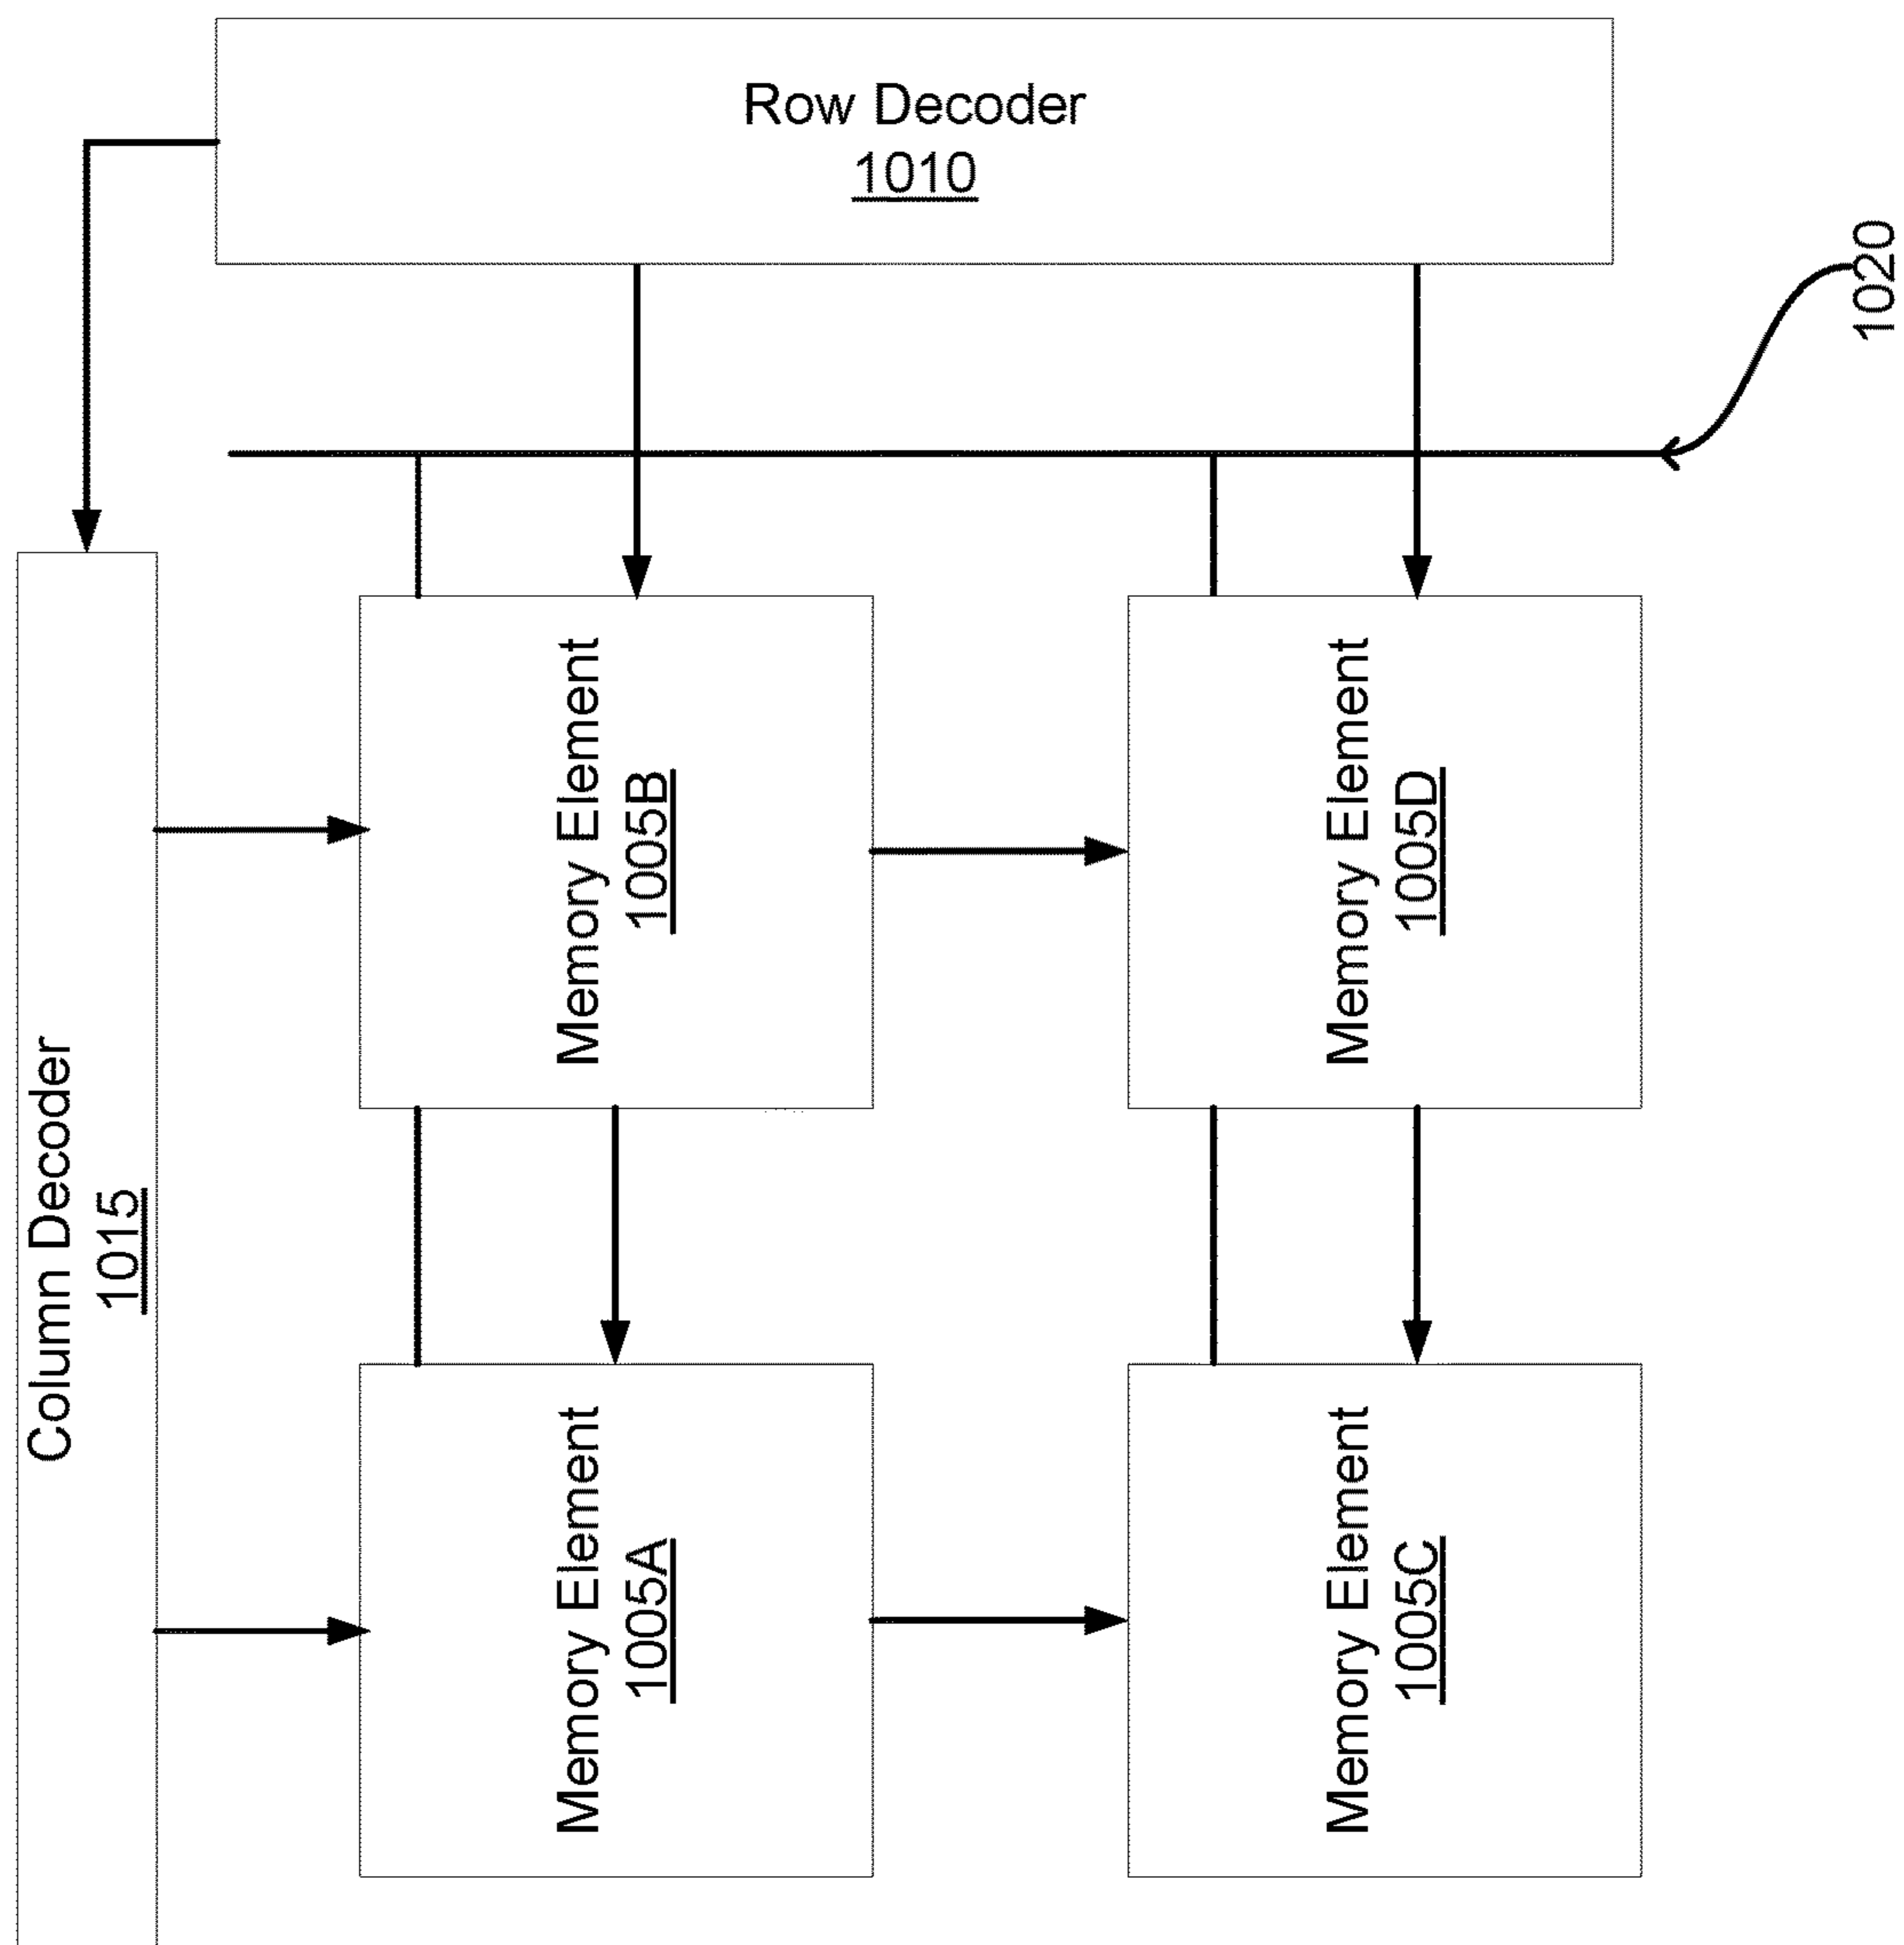 Row Decoder
1010
1020
Column Decoder
1015
Memory Element
1005B
Memory Element
1005D
Memory Element
1005A
Memory Element
1005C